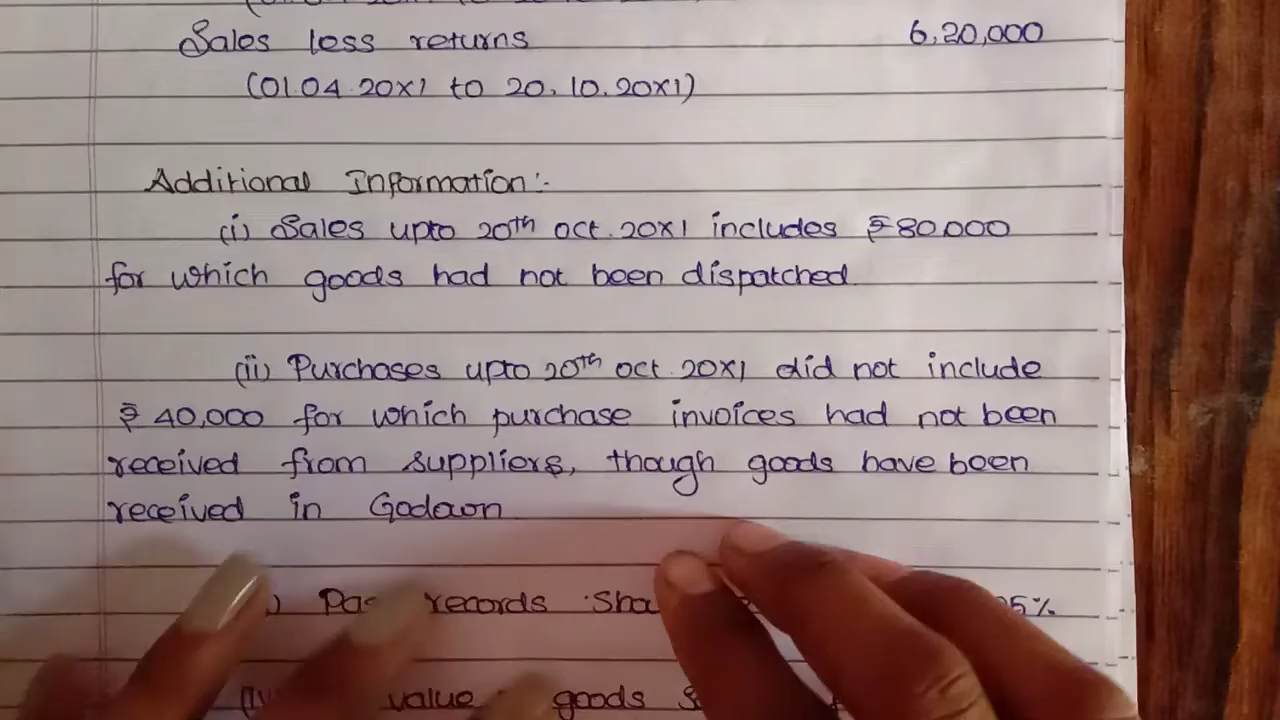 Sales less returns 6,20,000
(01.04.20X1 to 20.10.20X1)
Additional Information:-
(i) Sales upto 20th oct. 20X1 includes ₹80,000
for which goods had not been dispatched
(ii) Purchases upto 20th oct. 20X1 did not include
₹ 40,000 for which purchase invoices had not been
received from suppliers, though goods have been
received in Godown
records
value goods